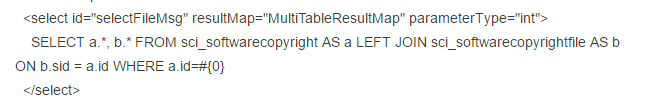 <select id="selectFileMsg" resultMap="MultiTableResultMap" parameterType="int">
SELECT a.*, b.* FROM sci_softwarecopyright AS a LEFT JOIN sci_softwarecopyrightfile AS b
ON b.sid = a.id WHERE a.id=#{0}
</select>